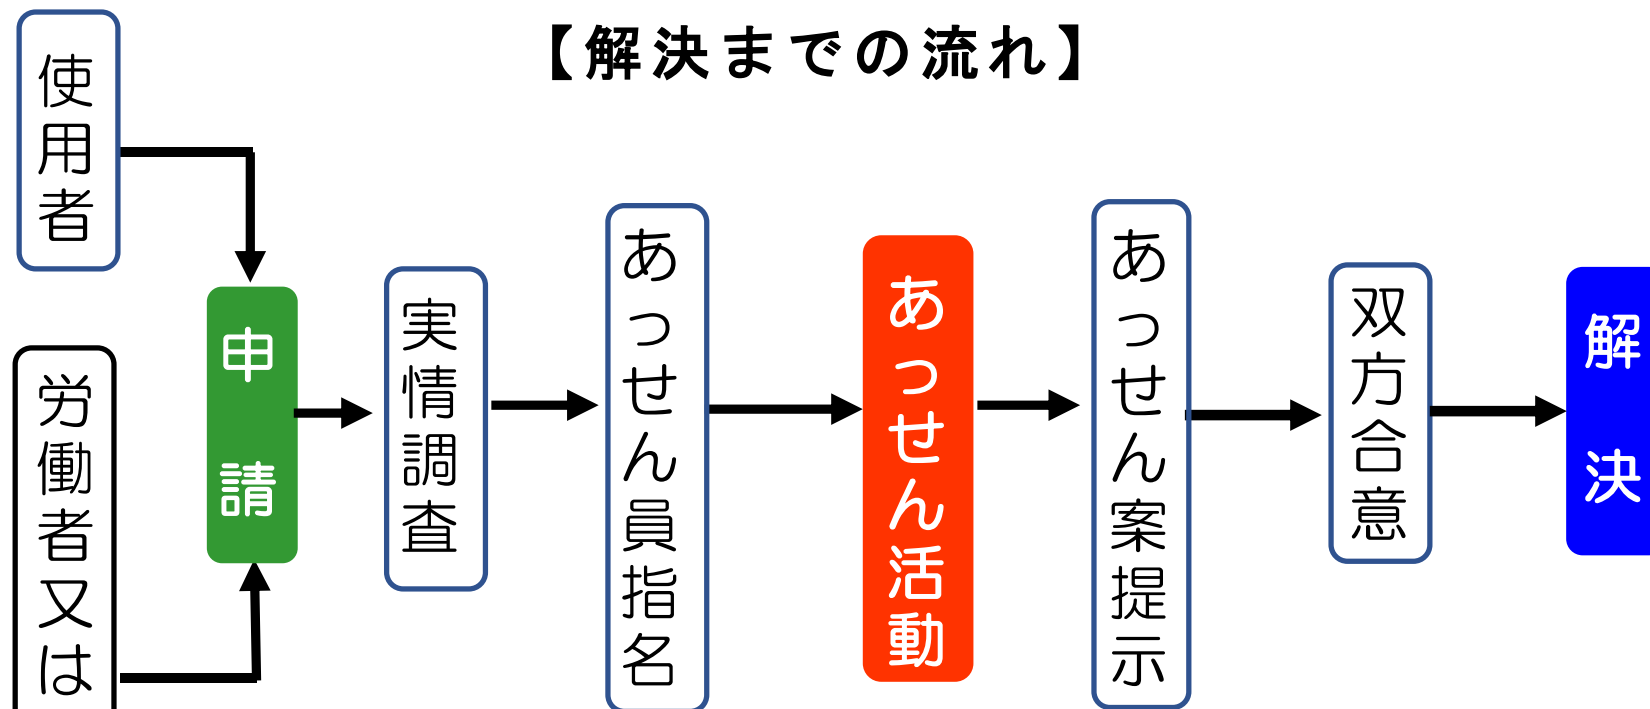 【解決までの流れ】
使用者
労働者又は
申請
実情調査
あっせん員指名
あっせん活動
あっせん案提示
双方合意
解決